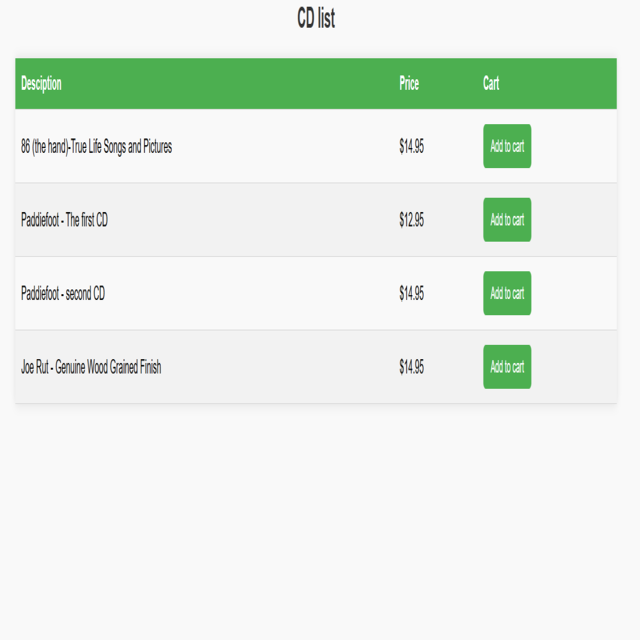 CD list
Desciption Price Cart
86 (the hand)-True Life Songs and Pictures $14.95 Add to cart
Paddiefoot - The first CD $12.95 Add to cart
Paddiefoot - second CD $14.95 Add to cart
Joe Rut - Genuine Wood Grained Finish $14.95 Add to cart